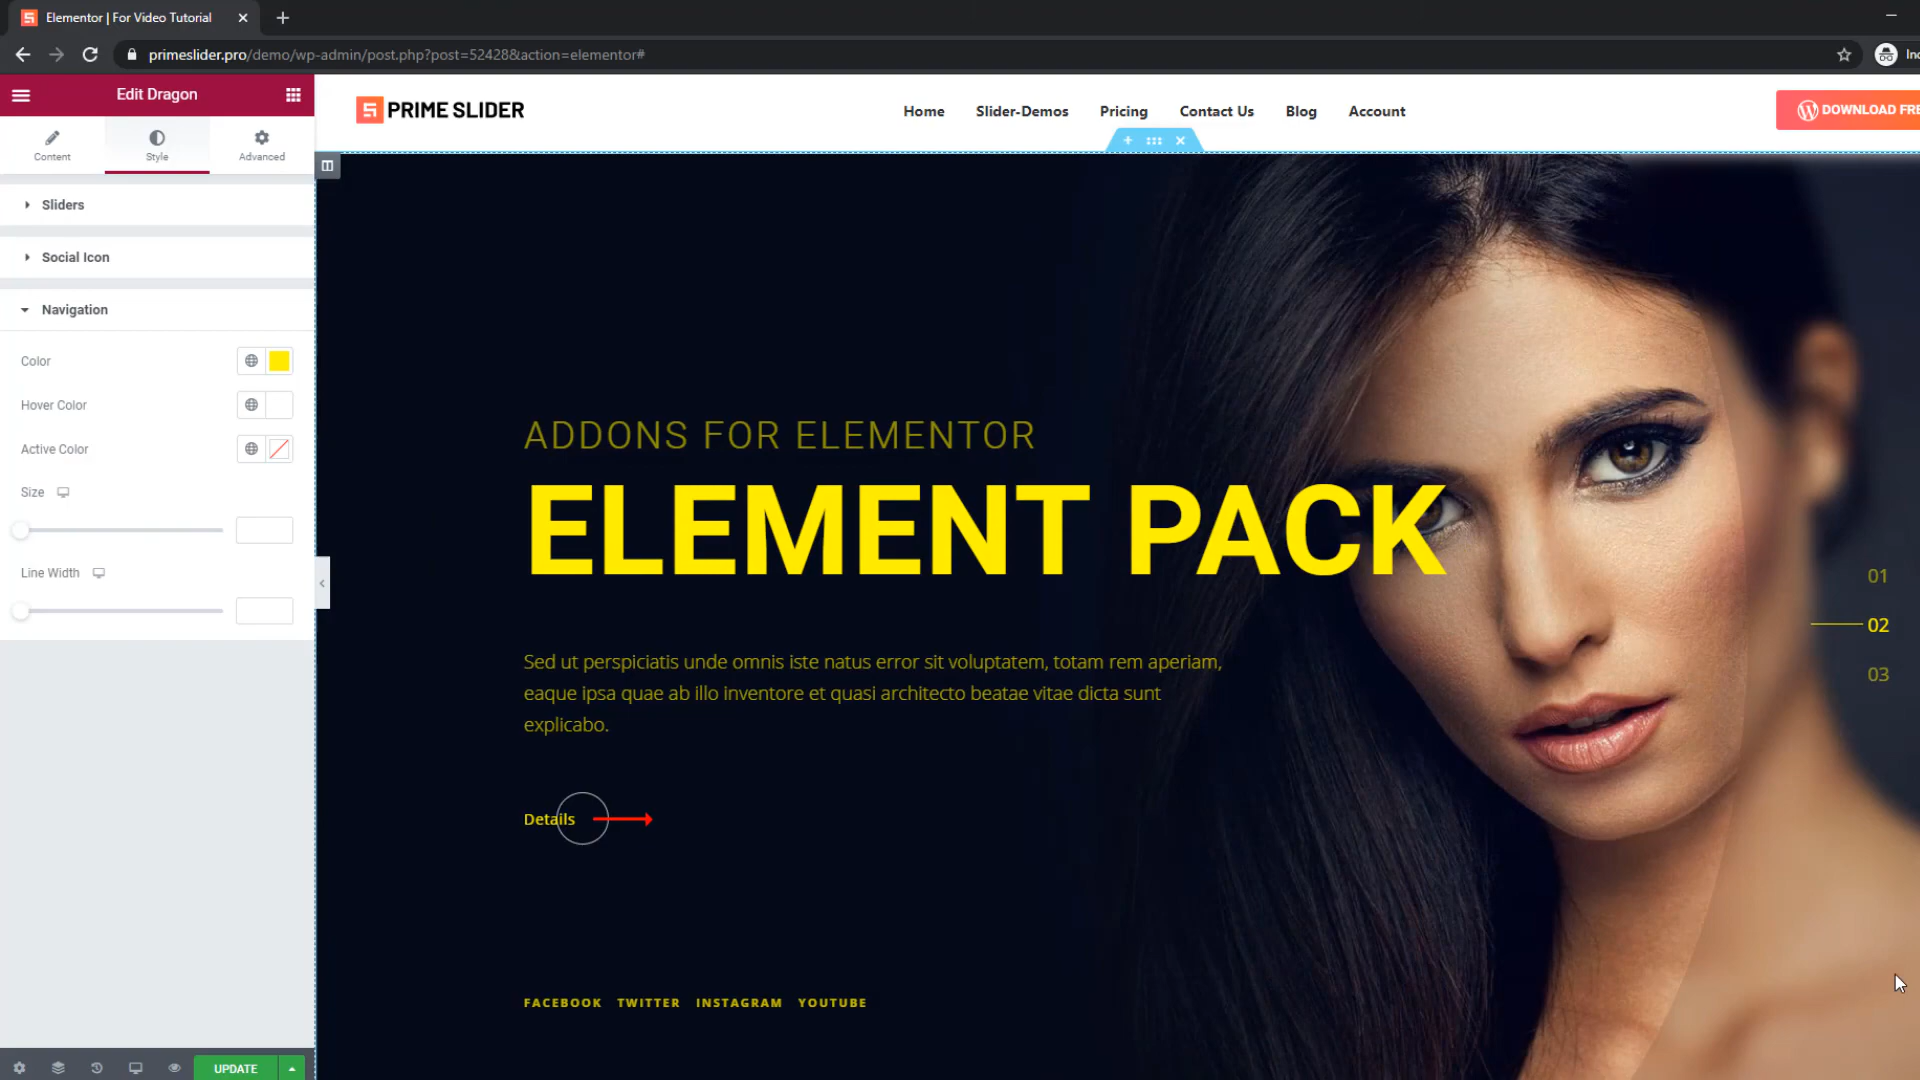 Elementor | For Video Tutorial
primeslider.pro/demo/wp-admin/post.php?post=52428&action=elementor#
Edit Dragon
Content
Style
Advanced
Sliders
Social Icon
Navigation
Color
Hover Color
Active Color
Size
Line Width
UPDATE
PRIME SLIDER
Home
Slider-Demos
Pricing
Contact Us
Blog
Account
DOWNLOAD FRE
ADDONS FOR ELEMENTOR
ELEMENT PACK
Sed ut perspiciatis unde omnis iste natus error sit voluptatem, totam rem aperiam,
eaque ipsa quae ab illo inventore et quasi architecto beatae vitae dicta sunt
explicabo.
Details
01
02
03
FACEBOOK TWITTER INSTAGRAM YOUTUBE